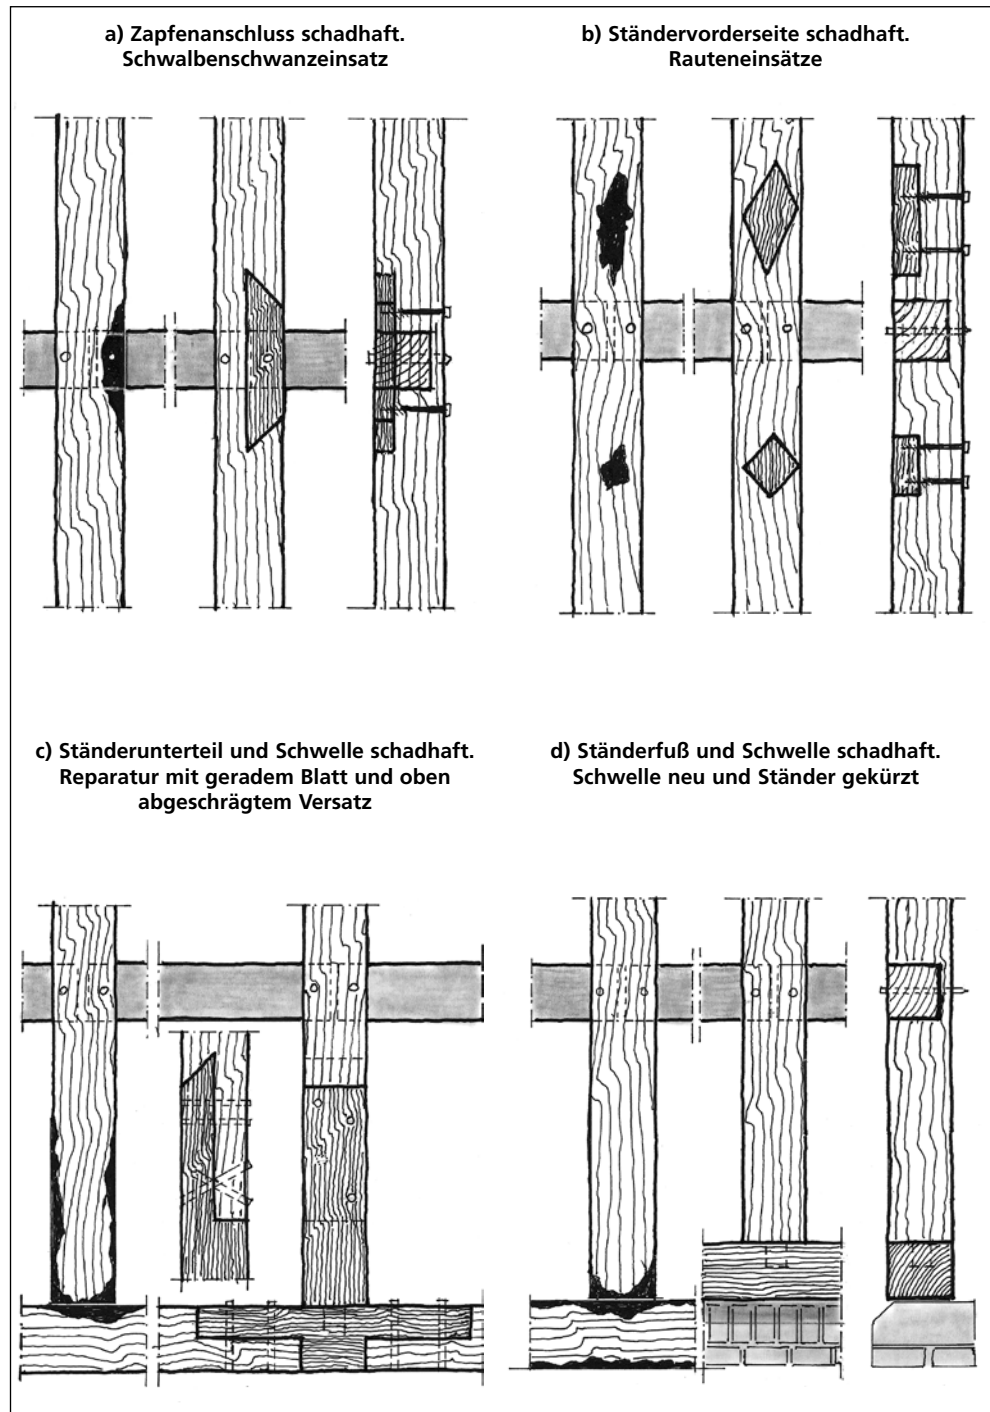 a) Zapfenanschluss schadhaft.
Schwalbenschwanzeinsatz
b) Ständervorderseite schadhaft.
Rauteneinsätze
c) Ständerunterteil und Schwelle schadhaft.
Reparatur mit geradem Blatt und oben
abgeschrägtem Versatz
d) Ständerfuß und Schwelle schadhaft.
Schwelle neu und Ständer gekürzt